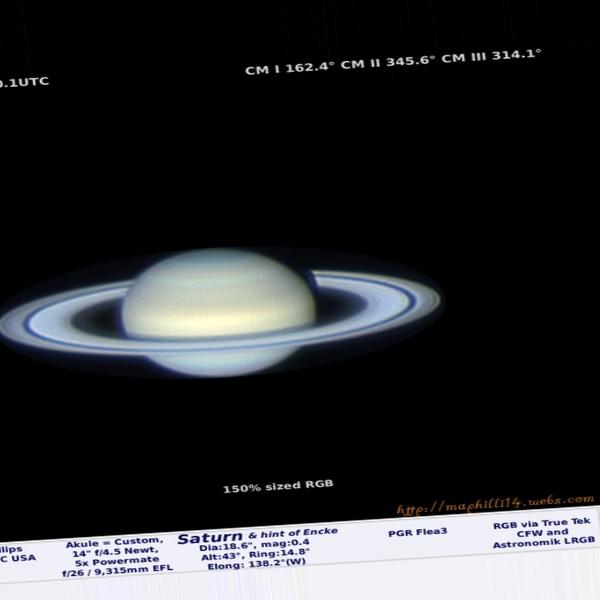 0.1UTC
CM I 162.4° CM II 345.6° CM III 314.1°
150% sized RGB
http://maphilli14.webs.com
C USA
Akule = Custom,
14" f/4.5 Newt,
5x Powermate
f/26 / 9,315mm EFL
Saturn & hint of Encke
Dia:18.6", mag:0.4
Alt:43°, Ring:14.8°
Elong: 138.2°(W)
PGR Flea3
RGB via True Tek
CFW and
Astronomik LRGB